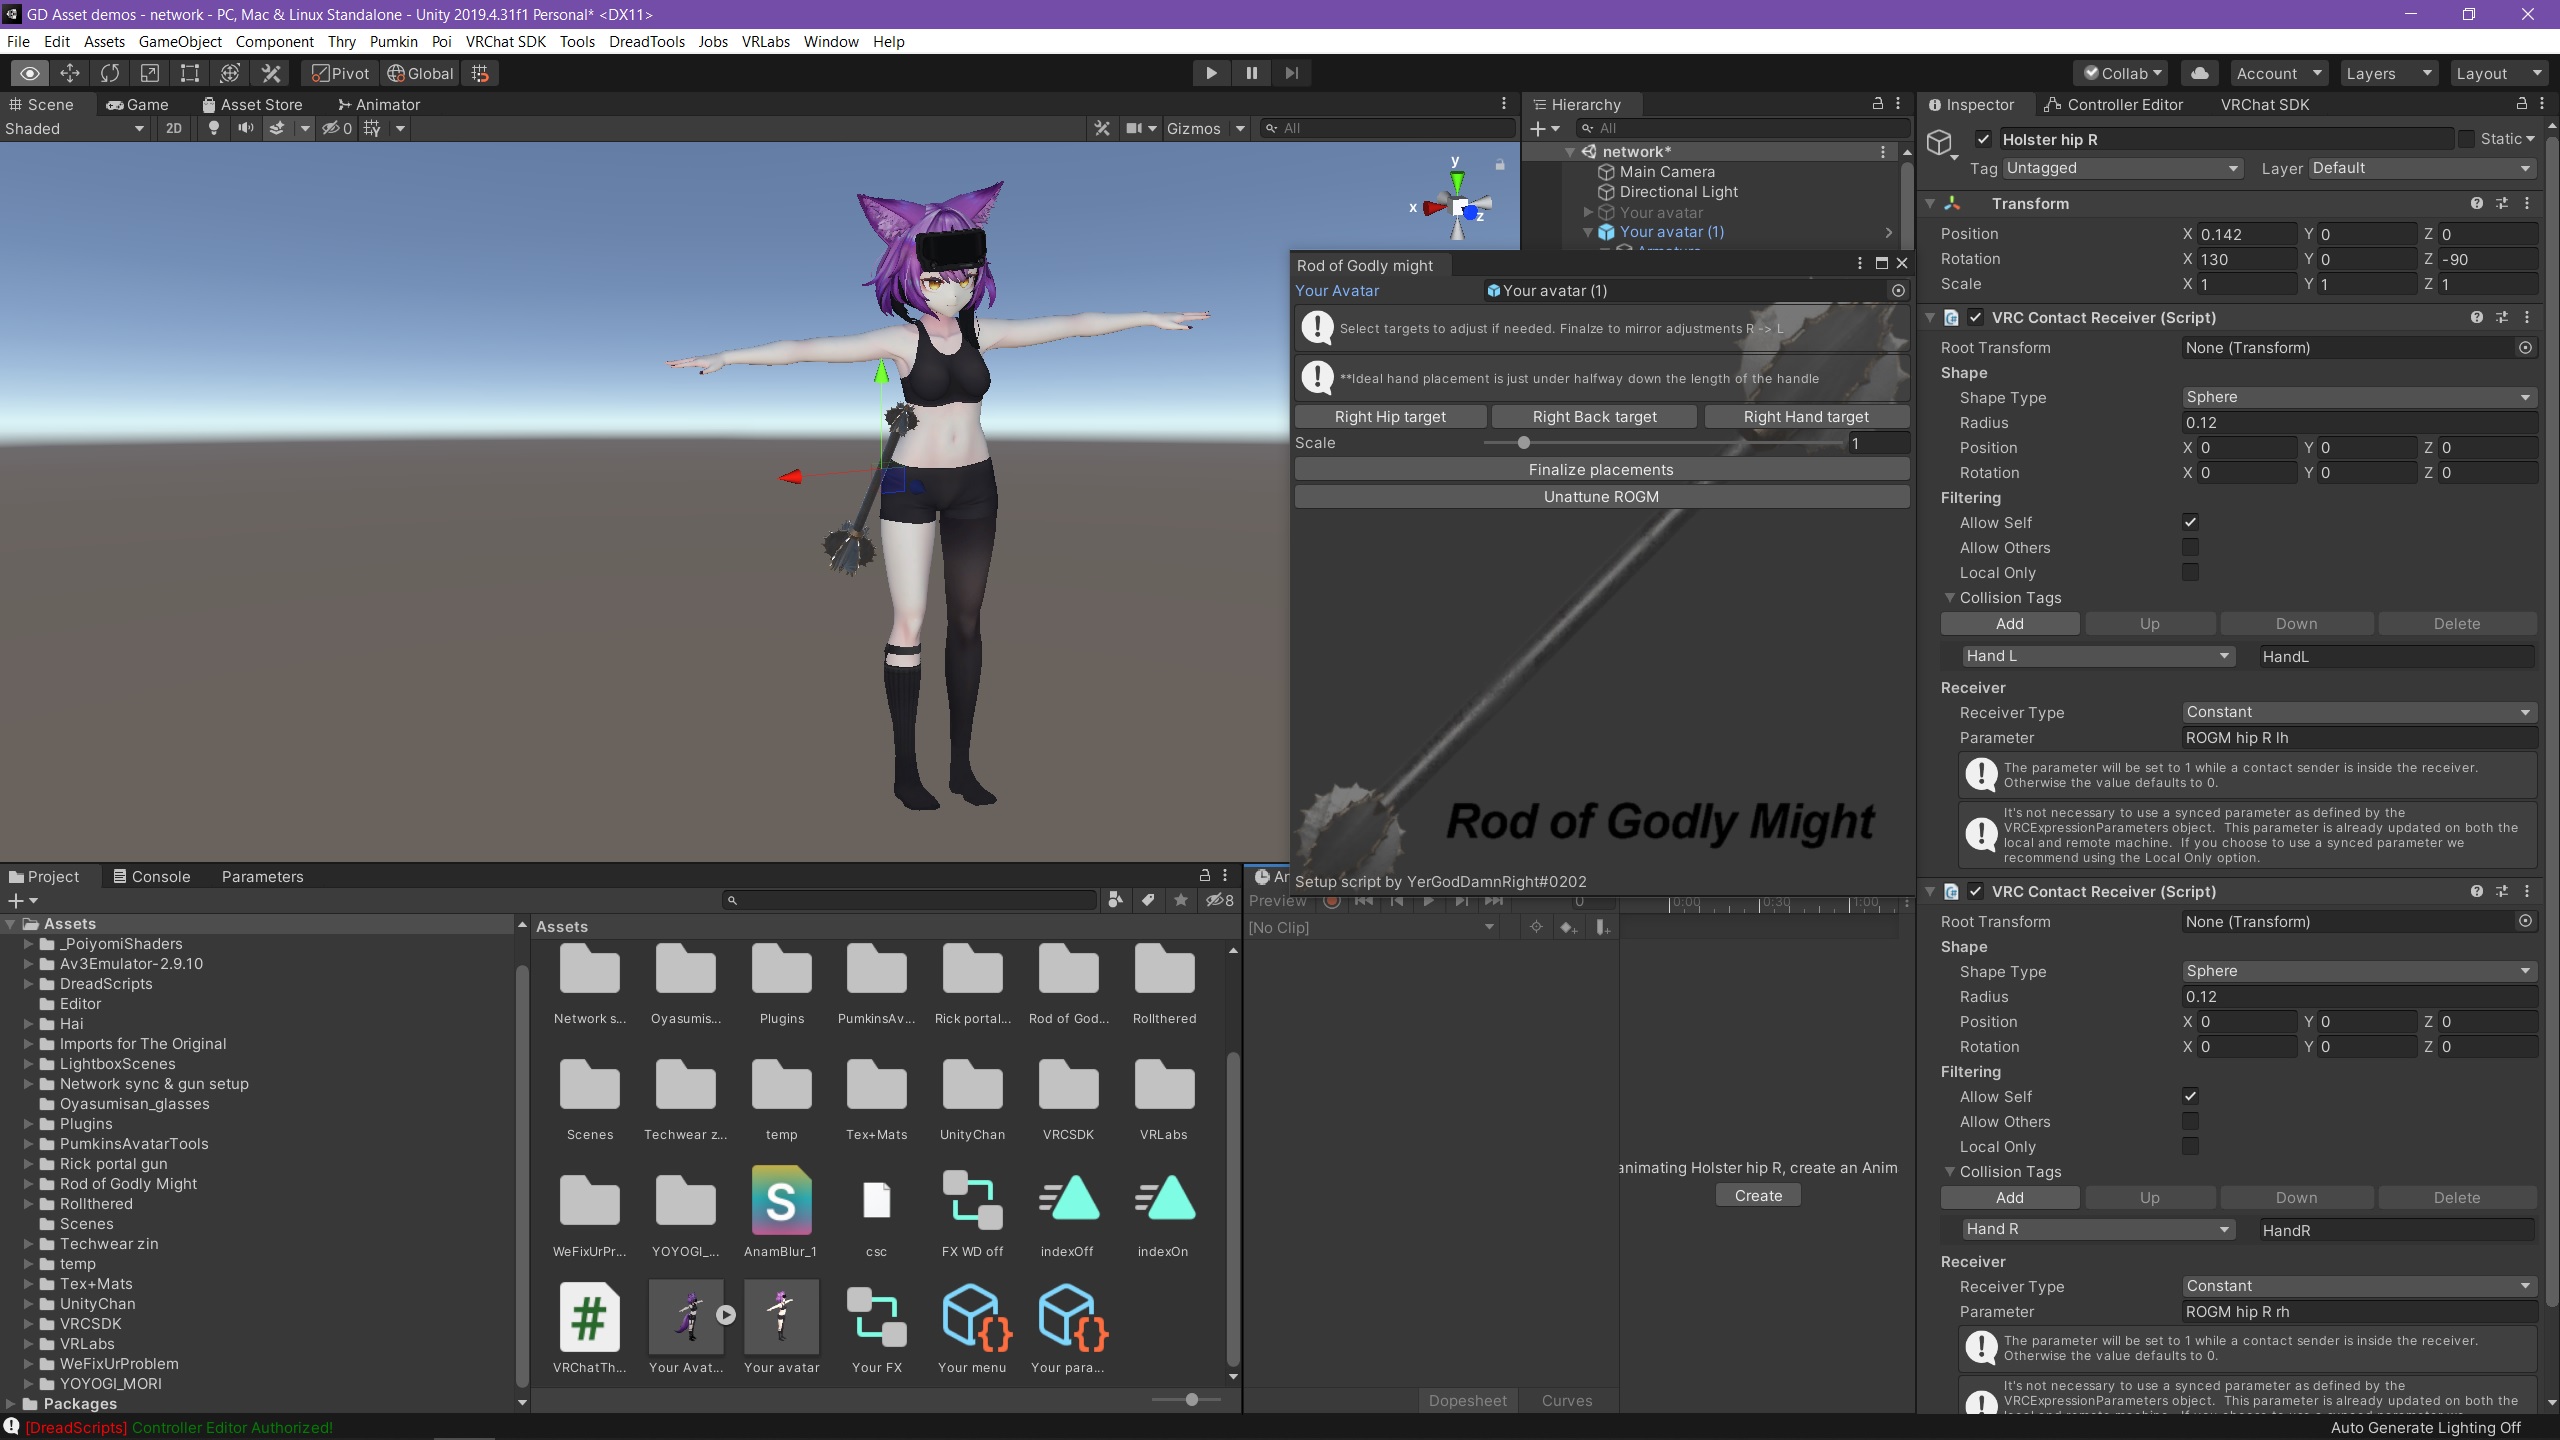 GD Asset demos - network - PC, Mac & Linux Standalone - Unity 2019.4.31f1 Personal* <DX11>
File Edit Assets GameObject Component Thry Pumkin Poi VRChat SDK Tools DreadTools Jobs VRLabs Window Help
Pivot Global Collab Account Layers Layout
Scene Game Asset Store Animator
Shaded 2D 0 Gizmos All
y
x
z
Hierarchy
All
network*
Main Camera
Directional Light
Your avatar
Your avatar (1)
Rod of Godly might
Your Avatar Your avatar (1)
Select targets to adjust if needed. Finalze to mirror adjustments R -> L
**Ideal hand placement is just under halfway down the length of the handle
Right Hip target Right Back target Right Hand target
Scale 1
Finalize placements
Unattune ROGM
Rod of Godly Might
Setup script by YerGodDamnRight#0202
Inspector Controller Editor VRChat SDK
Holster hip R Static
Tag Untagged Layer Default
Transform
Position X 0.142 Y 0 Z 0
Rotation X 130 Y 0 Z -90
Scale X 1 Y 1 Z 1
VRC Contact Receiver (Script)
Root Transform None (Transform)
Shape
Shape Type Sphere
Radius 0.12
Position X 0 Y 0 Z 0
Rotation X 0 Y 0 Z 0
Filtering
Allow Self
Allow Others
Local Only
Collision Tags
Add Up Down Delete
Hand L HandL
Receiver
Receiver Type Constant
Parameter ROGM hip R lh
The parameter will be set to 1 while a contact sender is inside the receiver.
Otherwise the value defaults to 0.
It's not necessary to use a synced parameter as defined by the
VRCExpressionParameters object. This parameter is already updated on both the
local and remote machine. If you choose to use a synced parameter we
recommend using the Local Only option.
VRC Contact Receiver (Script)
Root Transform None (Transform)
Shape
Shape Type Sphere
Radius 0.12
Position X 0 Y 0 Z 0
Rotation X 0 Y 0 Z 0
Filtering
Allow Self
Allow Others
Local Only
Collision Tags
Add Up Down Delete
Hand R HandR
Receiver
Receiver Type Constant
Parameter ROGM hip R rh
The parameter will be set to 1 while a contact sender is inside the receiver.
Otherwise the value defaults to 0.
It's not necessary to use a synced parameter as defined by the
VRCExpressionParameters object. This parameter is already updated on both the
Project Console Parameters
8
Assets
_PoiyomiShaders
Av3Emulator-2.9.10
DreadScripts
Editor
Hai
Imports for The Original
LightboxScenes
Network sync & gun setup
Oyasumisan_glasses
Plugins
PumkinsAvatarTools
Rick portal gun
Rod of Godly Might
Rollthered
Scenes
Techwear zin
temp
Tex+Mats
UnityChan
VRCSDK
VRLabs
WeFixUrProblem
YOYOGI_MORI
Packages
Assets
Network s... Oyasumis... Plugins PumkinsAv... Rick portal... Rod of God... Rollthered
Scenes Techwear z... temp Tex+Mats UnityChan VRCSDK VRLabs
S
WeFixUrPr... YOYOGI_... AnamBlur_1 csc FX WD off indexOff indexOn
#
VRChatTh... Your Avat... Your avatar Your FX Your menu Your para...
An
Preview 0 0:00 0:30 1:00
[No Clip]
animating Holster hip R, create an Anim
Create
Dopesheet Curves
[DreadScripts] Controller Editor Authorized!
Auto Generate Lighting Off